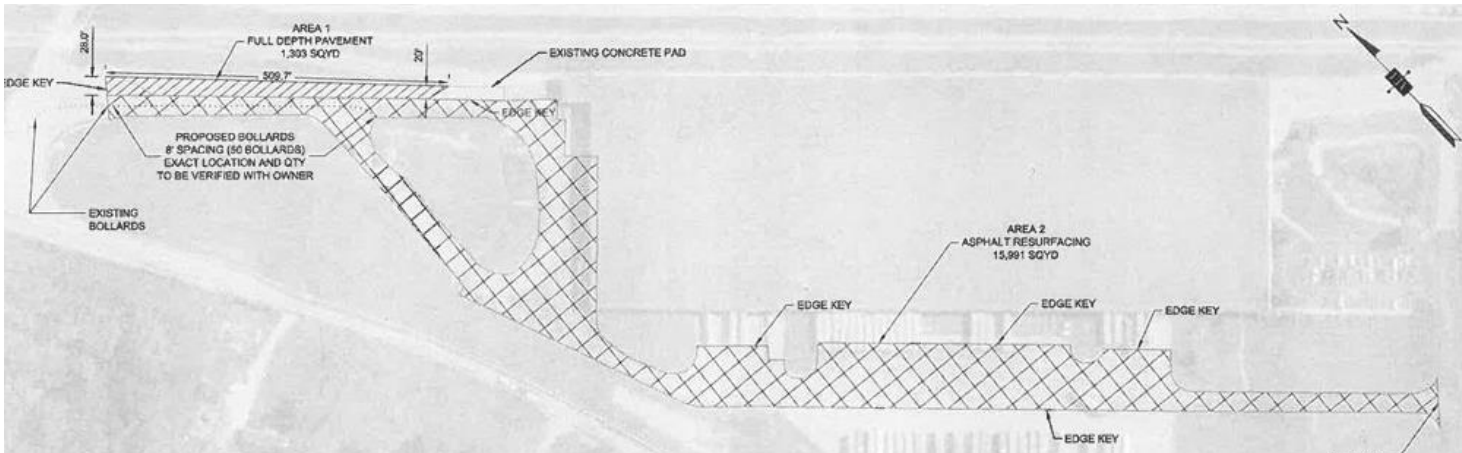 AREA 1
FULL DEPTH PAVEMENT
1,303 SQYD
28.0'
20'
EXISTING CONCRETE PAD
509.7'
EDGE KEY
EDGE KEY
PROPOSED BOLLARDS
8' SPACING (50 BOLLARDS)
EXACT LOCATION AND QTY
TO BE VERIFIED WITH OWNER
EXISTING
BOLLARDS
N
AREA 2
ASPHALT RESURFACING
15,991 SQYD
EDGE KEY
EDGE KEY
EDGE KEY
EDGE KEY